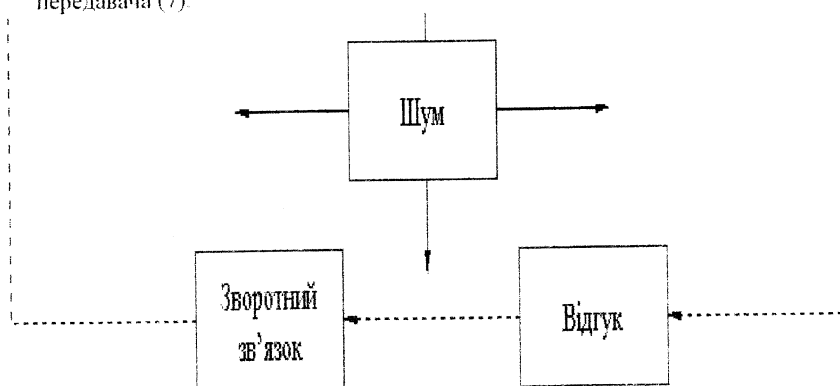 передавача (7).
Шум
Зворотний
зв’язок
Відгук